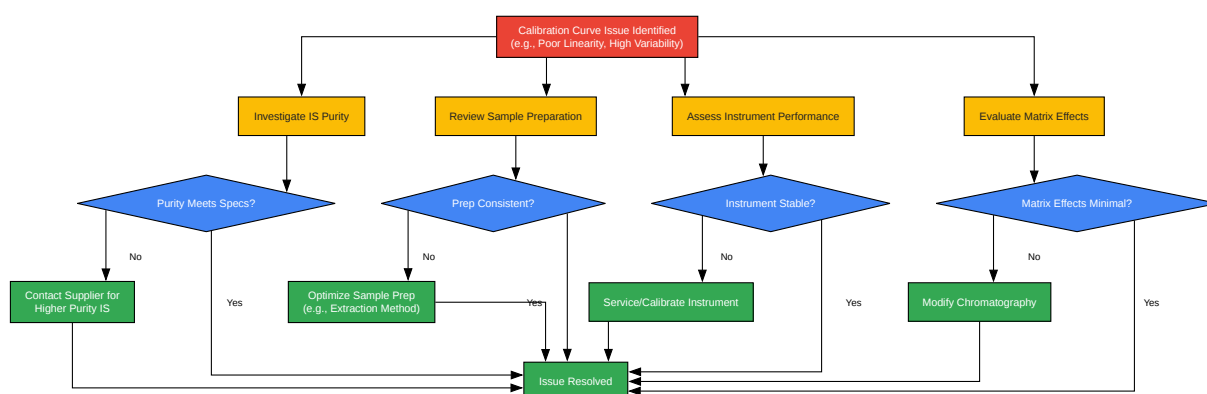 Calibration Curve Issue Identified
(e.g., Poor Linearity, High Variability)
Investigate IS Purity
Review Sample Preparation
Assess Instrument Performance
Evaluate Matrix Effects
Purity Meets Specs?
Prep Consistent?
Instrument Stable?
Matrix Effects Minimal?
No
No
No
No
Contact Supplier for
Higher Purity IS
Yes
Optimize Sample Prep
(e.g., Extraction Method)
Yes
Service/Calibrate Instrument
Yes
Modify Chromatography
Yes
Issue Resolved